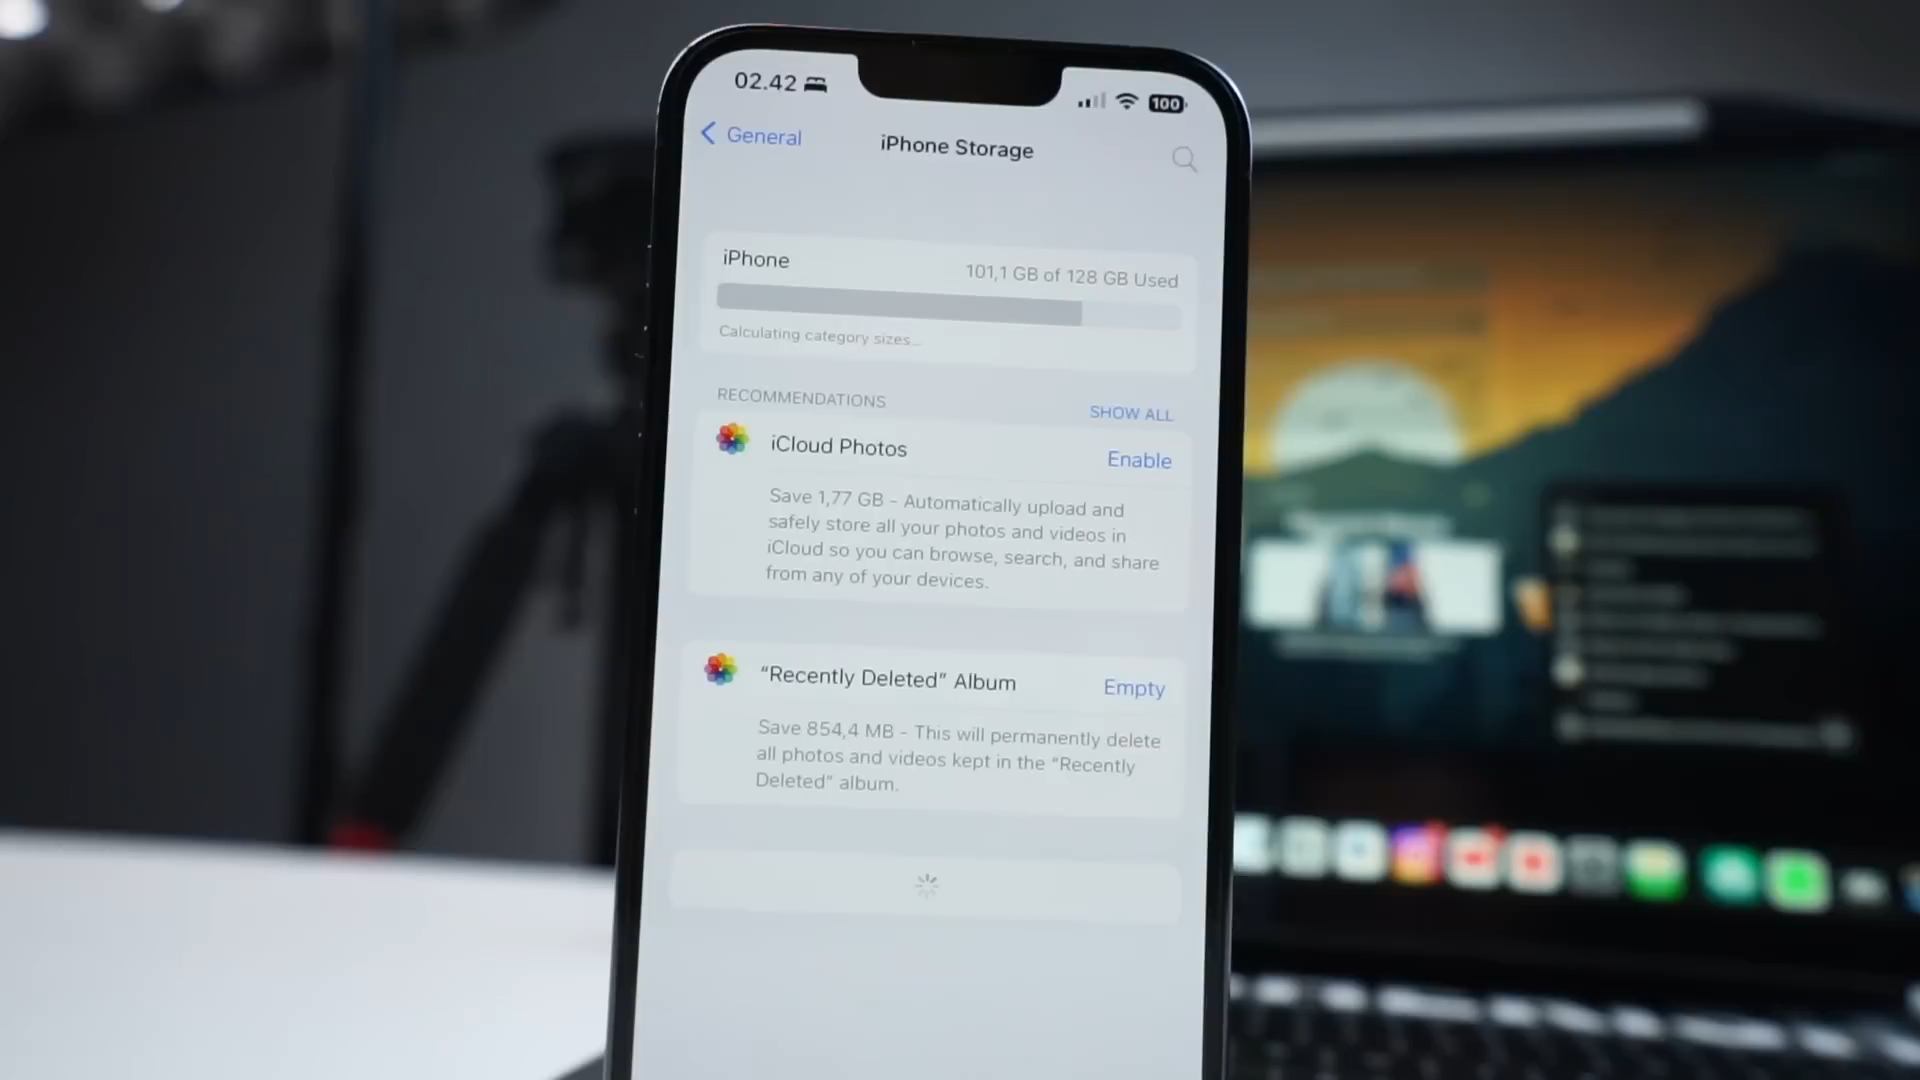 02.42
100
General
iPhone Storage
iPhone
101,1 GB of 128 GB Used
Calculating category sizes...
RECOMMENDATIONS
SHOW ALL
iCloud Photos
Enable
Save 1,77 GB - Automatically upload and
safely store all your photos and videos in
iCloud so you can browse, search, and share
from any of your devices.
“Recently Deleted” Album
Empty
Save 854,4 MB - This will permanently delete
all photos and videos kept in the “Recently
Deleted” album.